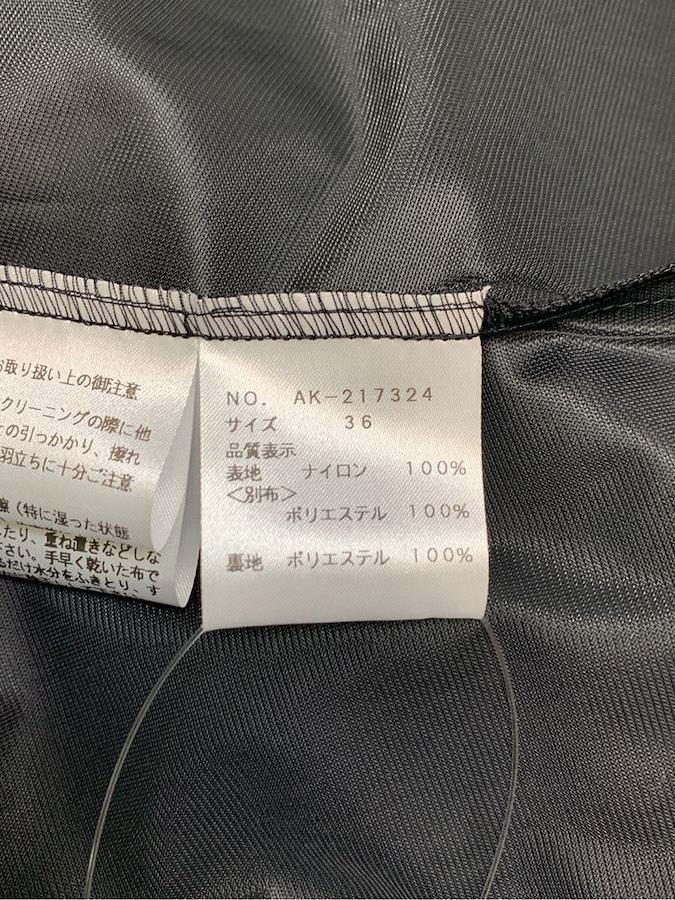 お取り扱い上の御注意
クリーニングの際に他
との引っかかり、擦れ
羽立ちに十分ご注意
擦（特に湿った状態
たり、重ね置きなどしな
さい。手早く乾いた布で
るだけ水分をふきとり、す
NO. AK-217324
サイズ 36
品質表示
表地 ナイロン 100%
＜別布＞
ポリエステル 100%
裏地 ポリエステル 100%